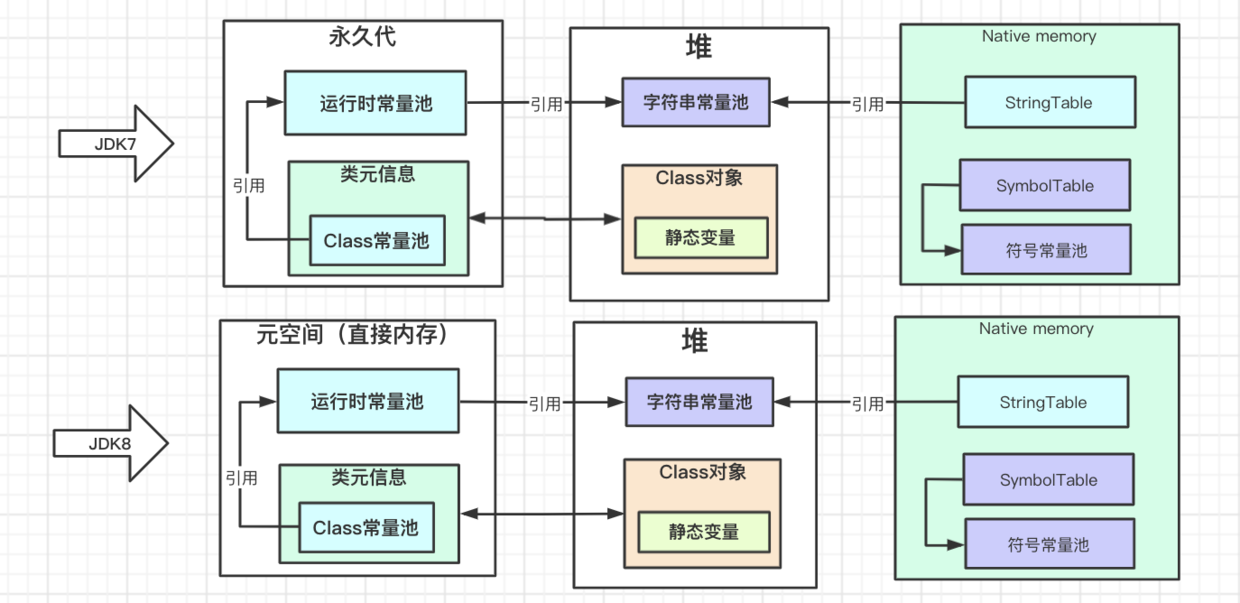 永久代
堆
Native memory
运行时常量池
引用
字符串常量池
引用
StringTable
JDK7
引用
类元信息
Class常量池
Class对象
静态变量
SymbolTable
符号常量池
元空间（直接内存）
堆
Native memory
运行时常量池
引用
字符串常量池
引用
StringTable
JDK8
引用
类元信息
Class常量池
Class对象
静态变量
SymbolTable
符号常量池